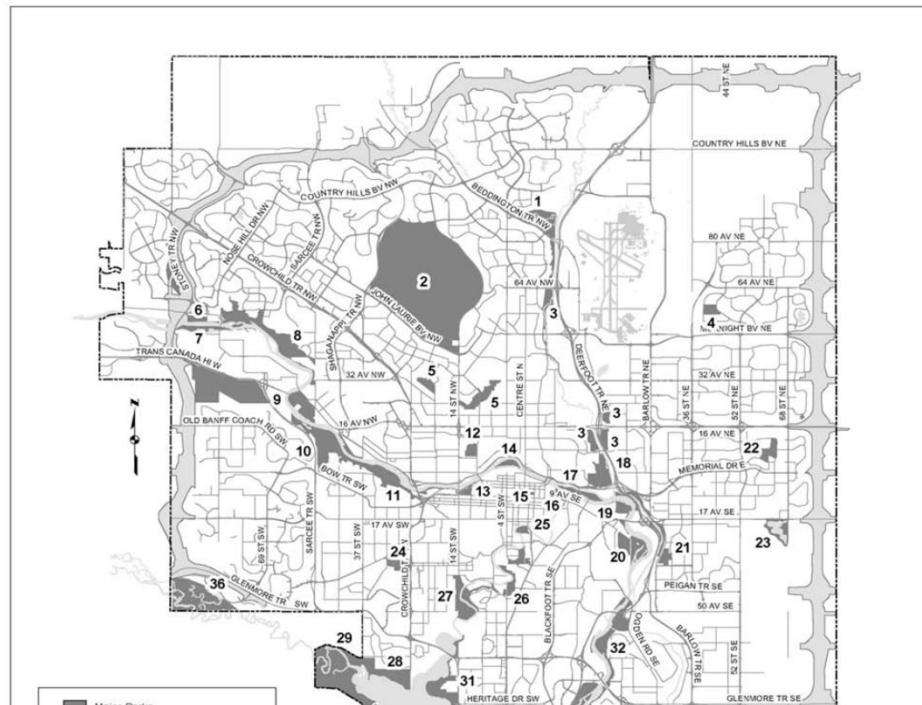 44 ST NE
COUNTRY HILLS BV NE
COUNTRY HILLS BV NW
BEDDINGTON TR NW
1
NOSE HILL DR NW
SARCEE TR NW
STONEY TR NW
CROWCHILD TR NW
80 AV NE
2
64 AV NW
64 AV NE
JOHN LAURIE BV NW
SHAGANAPPI TR NW
3
4
6
7
8
TRANS CANADA HI W
DEERFOOT TR NE
BARLOW TR NE
36 ST NE
52 ST NE
68 ST NE
32 AV NW
32 AV NE
5
5
14 ST NW
CENTRE ST N
9
OLD BANFF COACH RD SW
16 AV NW
3
16 AV NE
3
3
12
22
10
14
17
18
MEMORIAL DR E
BOW TR SW
11
13
15
9 AV SE
16
19
17 AV SE
17 AV SW
4 ST SW
25
23
69 ST SW
SARCEE TR SW
37 ST SW
24
14 ST SW
20
21
BLACKFOOT TR SE
36
GLENMORE TR SW
27
26
PEIGAN TR SE
50 AV SE
OGDEN RD SE
BARLOW TR SE
52 ST SE
29
28
32
31
HERITAGE DR SW
GLENMORE TR SE
Major Parks